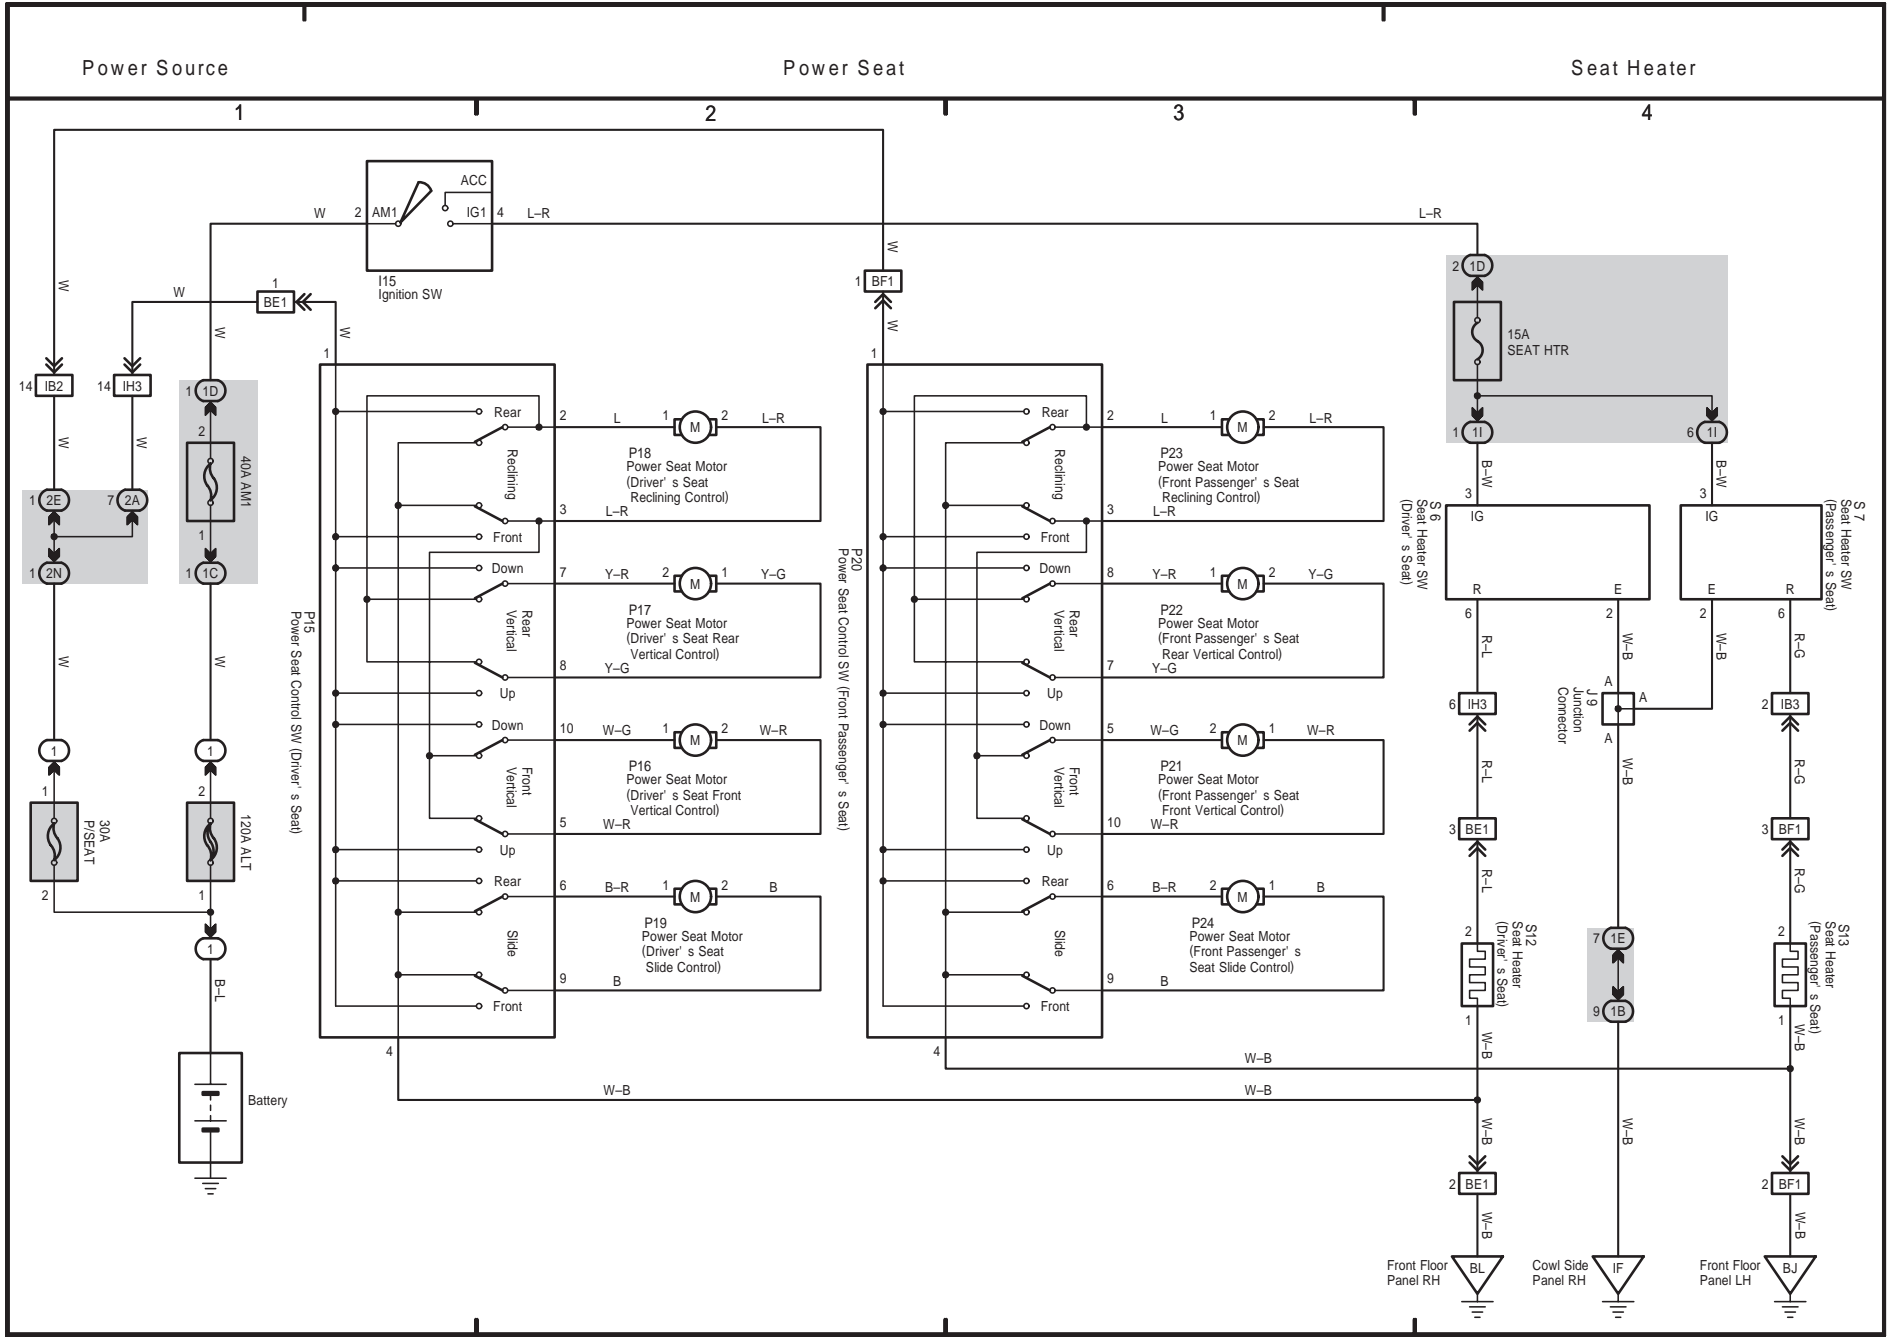 Power Source
Power Seat
Seat Heater
1
2
3
4
ACC
W
2
AM1
IG1
4
L–R
L–R
I15
Ignition SW
W
W
1
BE1
W
W
1
BF1
W
W
14
IB2
14
IH3
1
1D
W
W
2
40A AM1
1
1
2E
7
2A
1
2N
1
1C
W
W
1
1
1
2
30A
P/SEAT
120A ALT
2
1
1
B–L
Battery
1
Rear
2
L
1
M
2
L–R
P18
Power Seat Motor
(Driver' s Seat
Reclining Control)
Reclining
3
L–R
Front
Down
7
Y–R
2
M
1
Y–G
P17
Power Seat Motor
(Driver' s Seat Rear
Vertical Control)
Rear
Vertical
8
Y–G
Up
Down
10
W–G
1
M
2
W–R
P16
Power Seat Motor
(Driver' s Seat Front
Vertical Control)
Front
Vertical
5
W–R
Up
Rear
6
B–R
1
M
2
B
P19
Power Seat Motor
(Driver' s Seat
Slide Control)
Slide
9
B
Front
4
P15
Power Seat Control SW (Driver' s Seat)
W–B
1
Rear
2
L
1
M
2
L–R
P23
Power Seat Motor
(Front Passenger' s Seat
Reclining Control)
Reclining
3
L–R
Front
Down
8
Y–R
1
M
2
Y–G
P22
Power Seat Motor
(Front Passenger' s Seat
Rear Vertical Control)
Rear
Vertical
7
Y–G
Up
Down
5
W–G
2
M
1
W–R
P21
Power Seat Motor
(Front Passenger' s Seat
Front Vertical Control)
Front
Vertical
10
W–R
Up
Rear
6
B–R
2
M
1
B
P24
Power Seat Motor
(Front Passenger' s
Seat Slide Control)
Slide
9
B
Front
4
P20
Power Seat Control SW (Front Passenger' s Seat)
W–B
W–B
2
1D
15A
SEAT HTR
1
1I
6
1I
B–W
B–W
3
3
IG
IG
S 6
Seat Heater SW
(Driver' s Seat)
S 7
Seat Heater SW
(Passenger' s Seat)
R
E
E
R
6
2
2
6
R–L
W–B
W–B
R–G
A
A
A
J 9
Junction
Connector
6
IH3
2
IB3
R–L
W–B
R–G
3
BE1
3
BF1
R–L
R–G
2
S12
Seat Heater
(Driver' s Seat)
1
7
1E
9
1B
2
S13
Seat Heater
(Passenger' s Seat)
1
W–B
W–B
W–B
W–B
W–B
2
BE1
2
BF1
W–B
W–B
Front Floor
Panel RH
BL
Cowl Side
Panel RH
IF
Front Floor
Panel LH
BJ